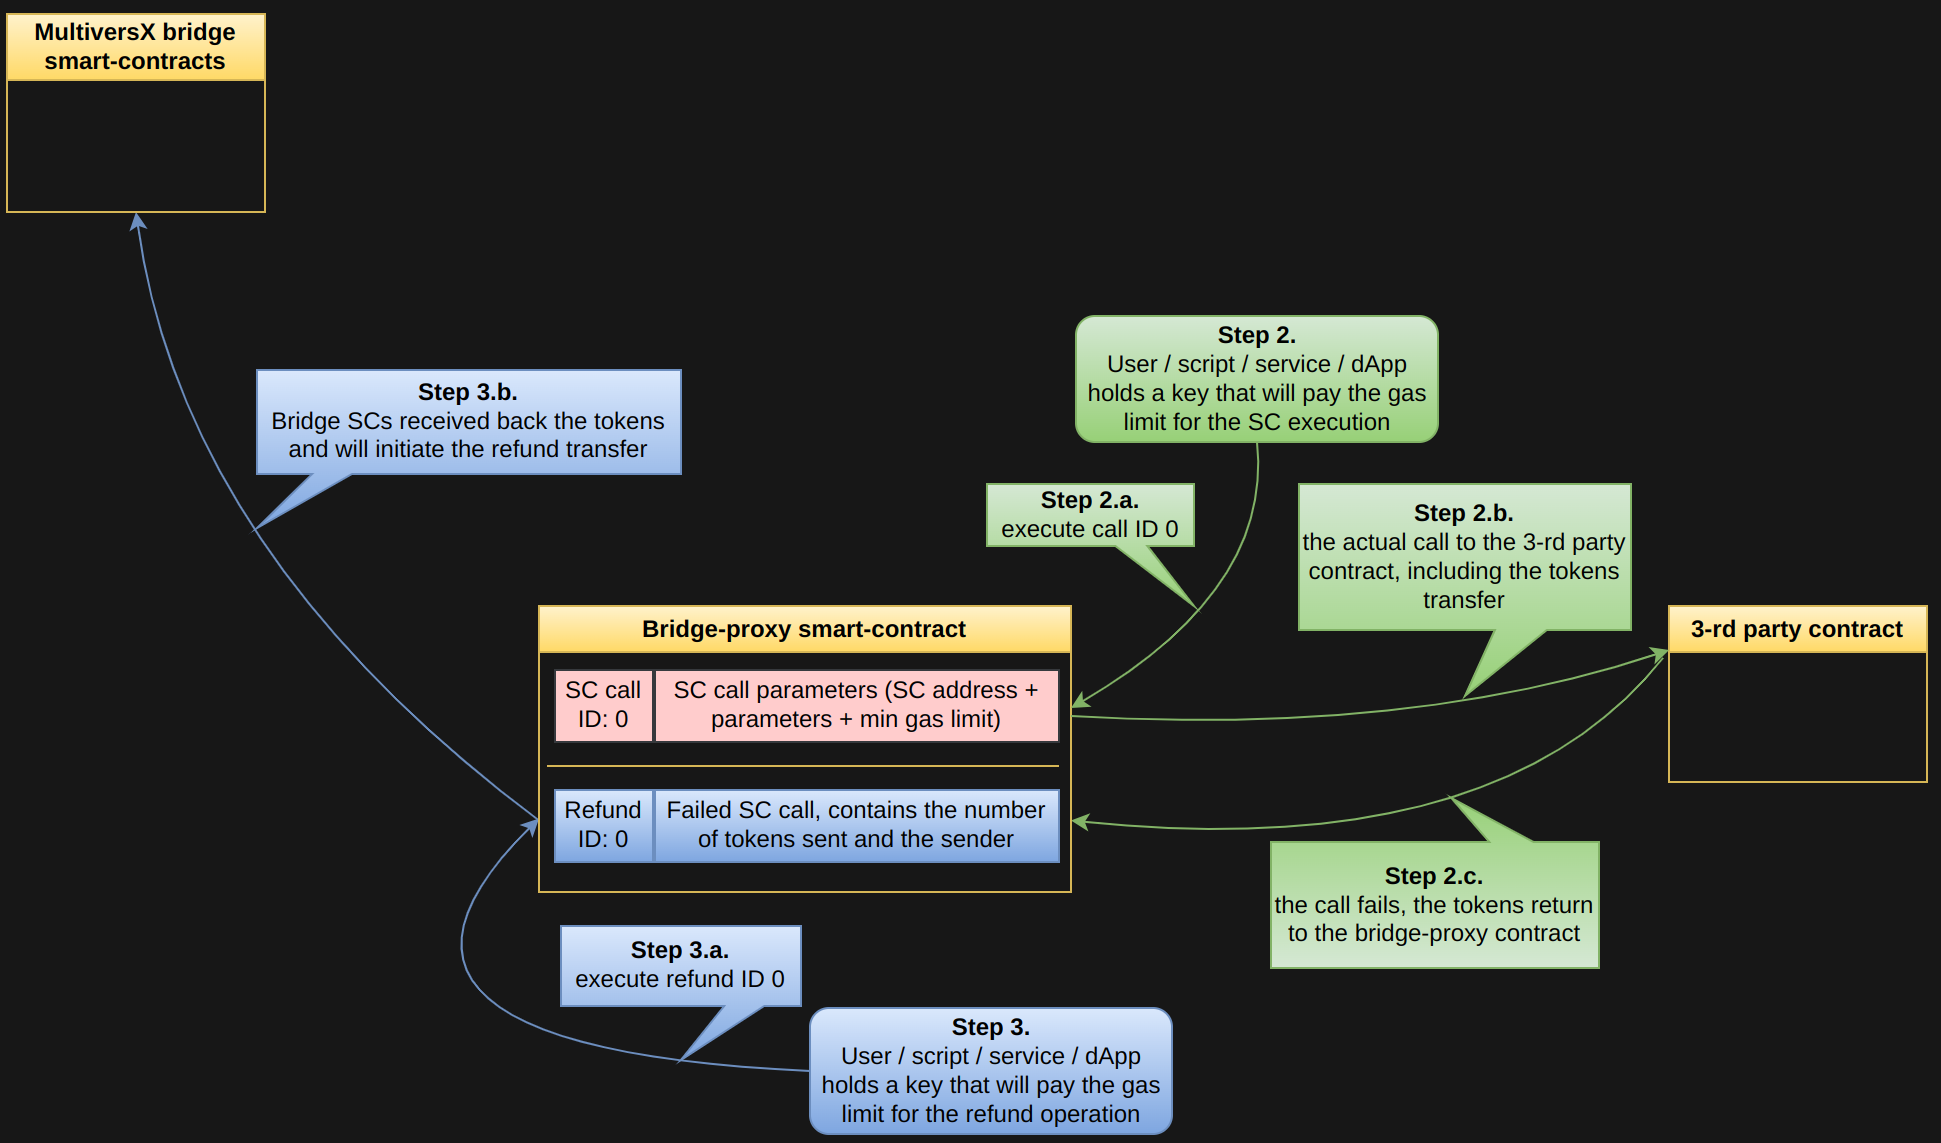 MultiversX bridge
smart-contracts
Step 2.
User / script / service / dApp
holds a key that will pay the gas
limit for the SC execution
Step 3.b.
Bridge SCs received back the tokens
and will initiate the refund transfer
Step 2.a.
execute call ID 0
Step 2.b.
the actual call to the 3-rd party
contract, including the tokens
transfer
Bridge-proxy smart-contract
3-rd party contract
SC call
ID: 0
SC call parameters (SC address +
parameters + min gas limit)
Refund
ID: 0
Failed SC call, contains the number
of tokens sent and the sender
Step 2.c.
the call fails, the tokens return
to the bridge-proxy contract
Step 3.a.
execute refund ID 0
Step 3.
User / script / service / dApp
holds a key that will pay the gas
limit for the refund operation